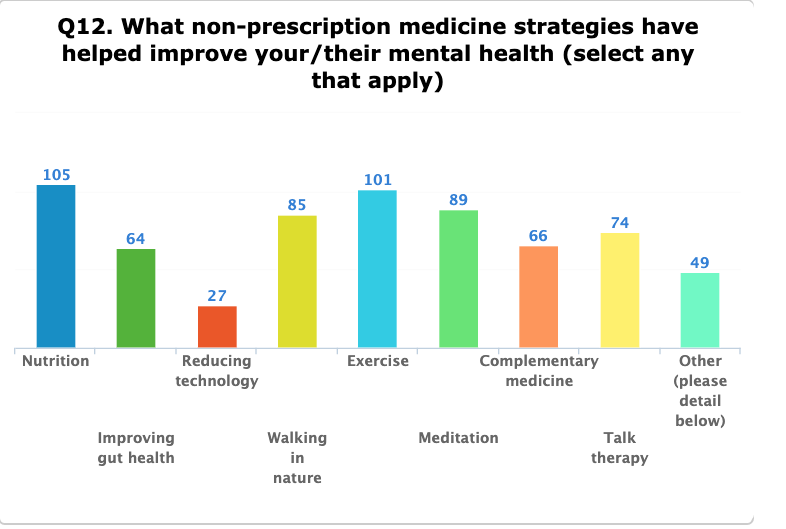 Q12. What non-prescription medicine strategies have
helped improve your/their mental health (select any
that apply)
105
64
27
85
101
89
66
74
49
Nutrition
Improving
gut health
Reducing
technology
Walking
in
nature
Exercise
Meditation
Complementary
medicine
Talk
therapy
Other
(please
detail
below)